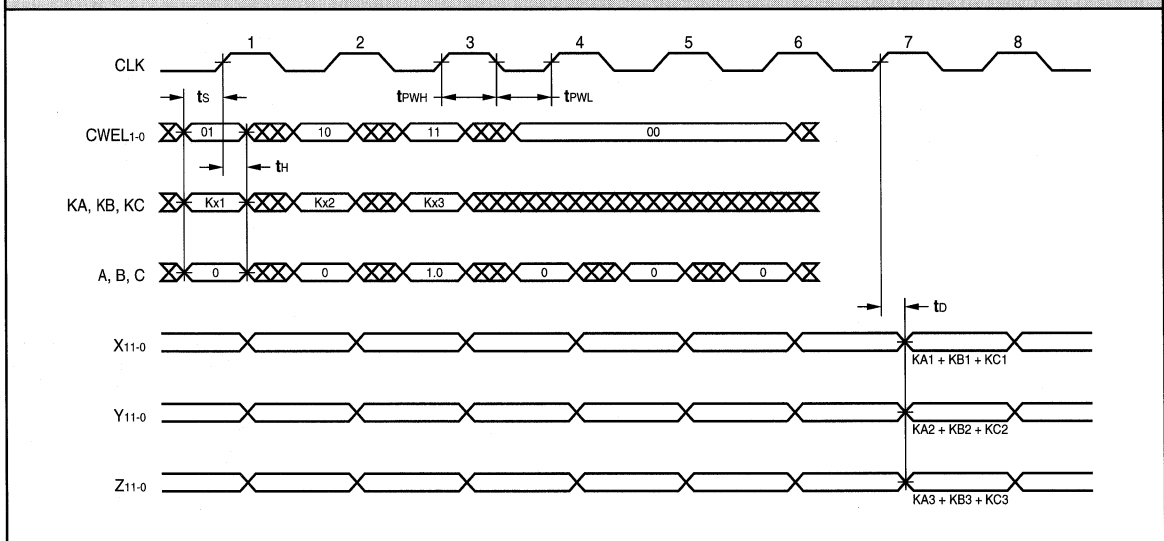 1 2 3 4 5 6 7 8
CLK
tS tPWH tPWL
CWEL1-0 01 10 11 00
tH
KA, KB, KC Kx1 Kx2 Kx3
A, B, C 0 0 1.0 0 0 0
tD
X11-0
KA1 + KB1 + KC1
Y11-0
KA2 + KB2 + KC2
Z11-0
KA3 + KB3 + KC3